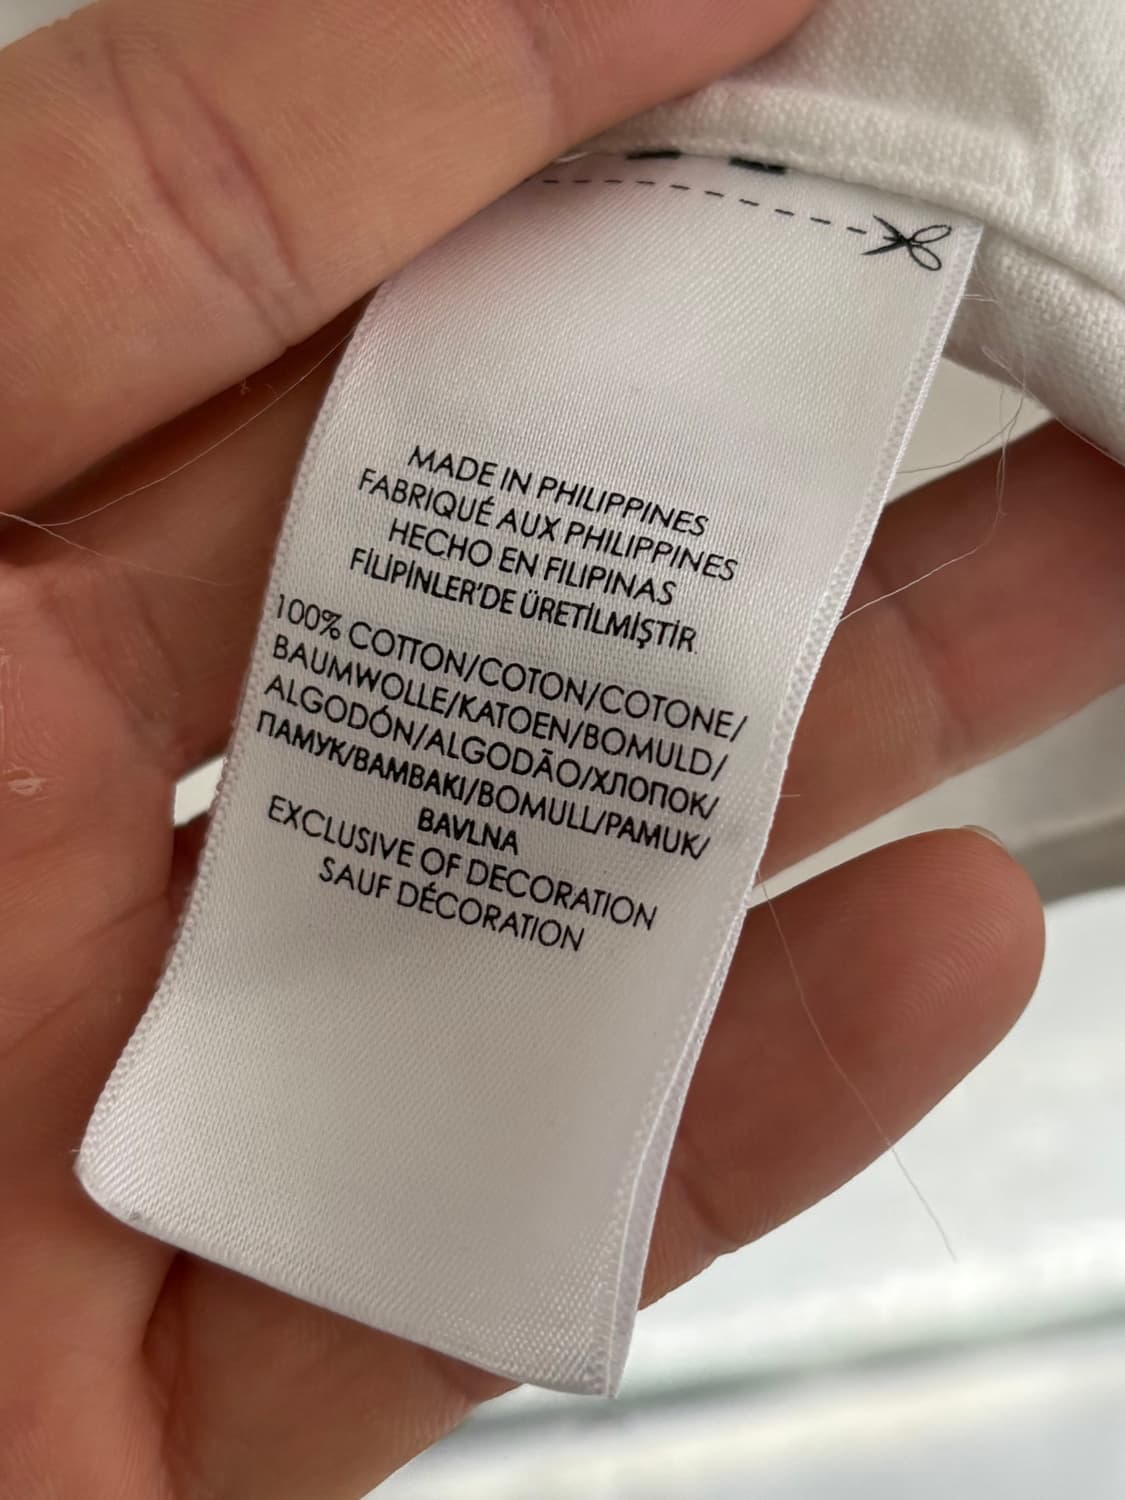 MADE IN PHILIPPINES
FABRIQUÉ AUX PHILIPPINES
HECHO EN FILIPINAS
FİLİPİNLER'DE ÜRETİLMİŞTİR
100% COTTON/COTON/COTONE/
BAUMWOLLE/KATOEN/BOMULD/
ALGODÓN/ALGODÃO/ХЛОПОК/
ПАМУК/ΒΑΜΒΑΚΙ/BOMULL/PAMUK/
BAVLNA
EXCLUSIVE OF DECORATION
SAUF DÉCORATION